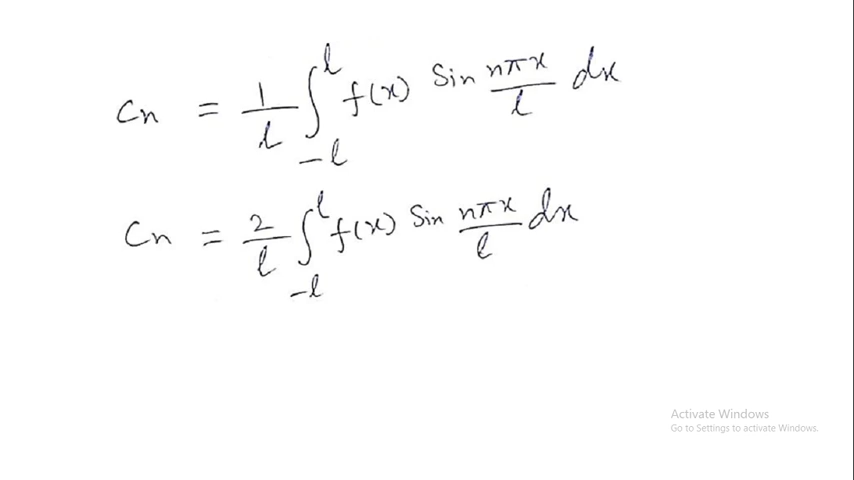 Cn = 1/l ∫_{-l}^{l} f(x) Sin nπx/l dx
Cn = 2/l ∫_{-l}^{l} f(x) Sin nπx/l dx
Activate Windows
Go to Settings to activate Windows.